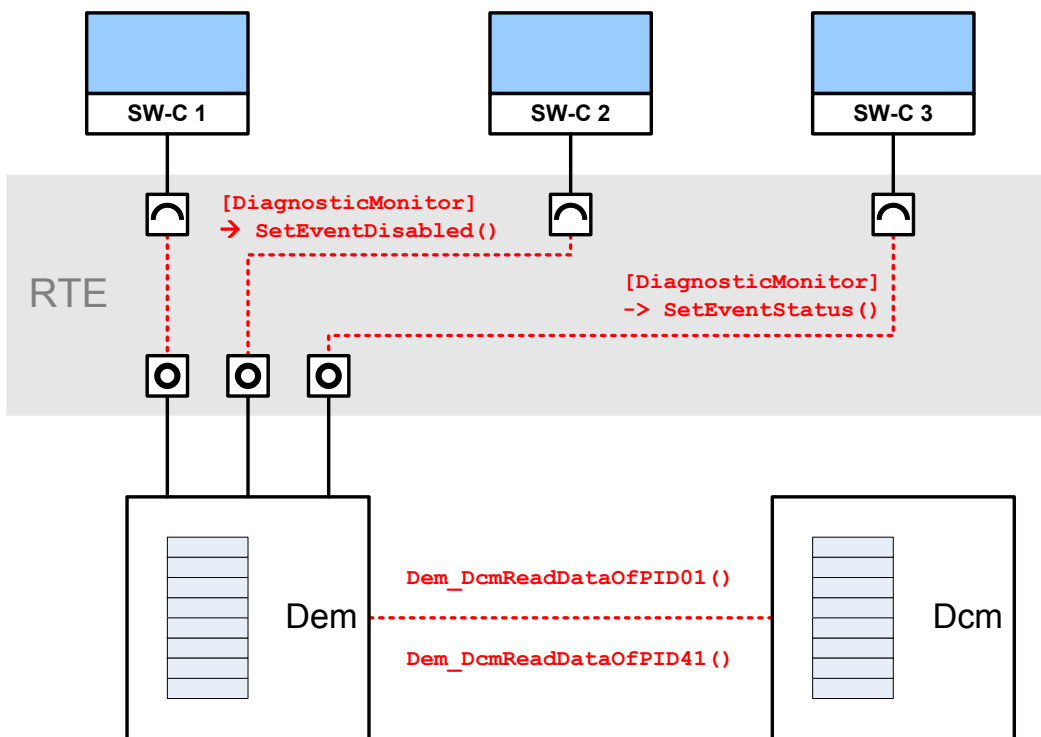 SW-C 1
SW-C 2
SW-C 3
[DiagnosticMonitor]
→ SetEventDisabled()
RTE
[DiagnosticMonitor]
-> SetEventStatus()
Dem
Dem_DcmReadDataOfPID01()
Dem_DcmReadDataOfPID41()
Dcm